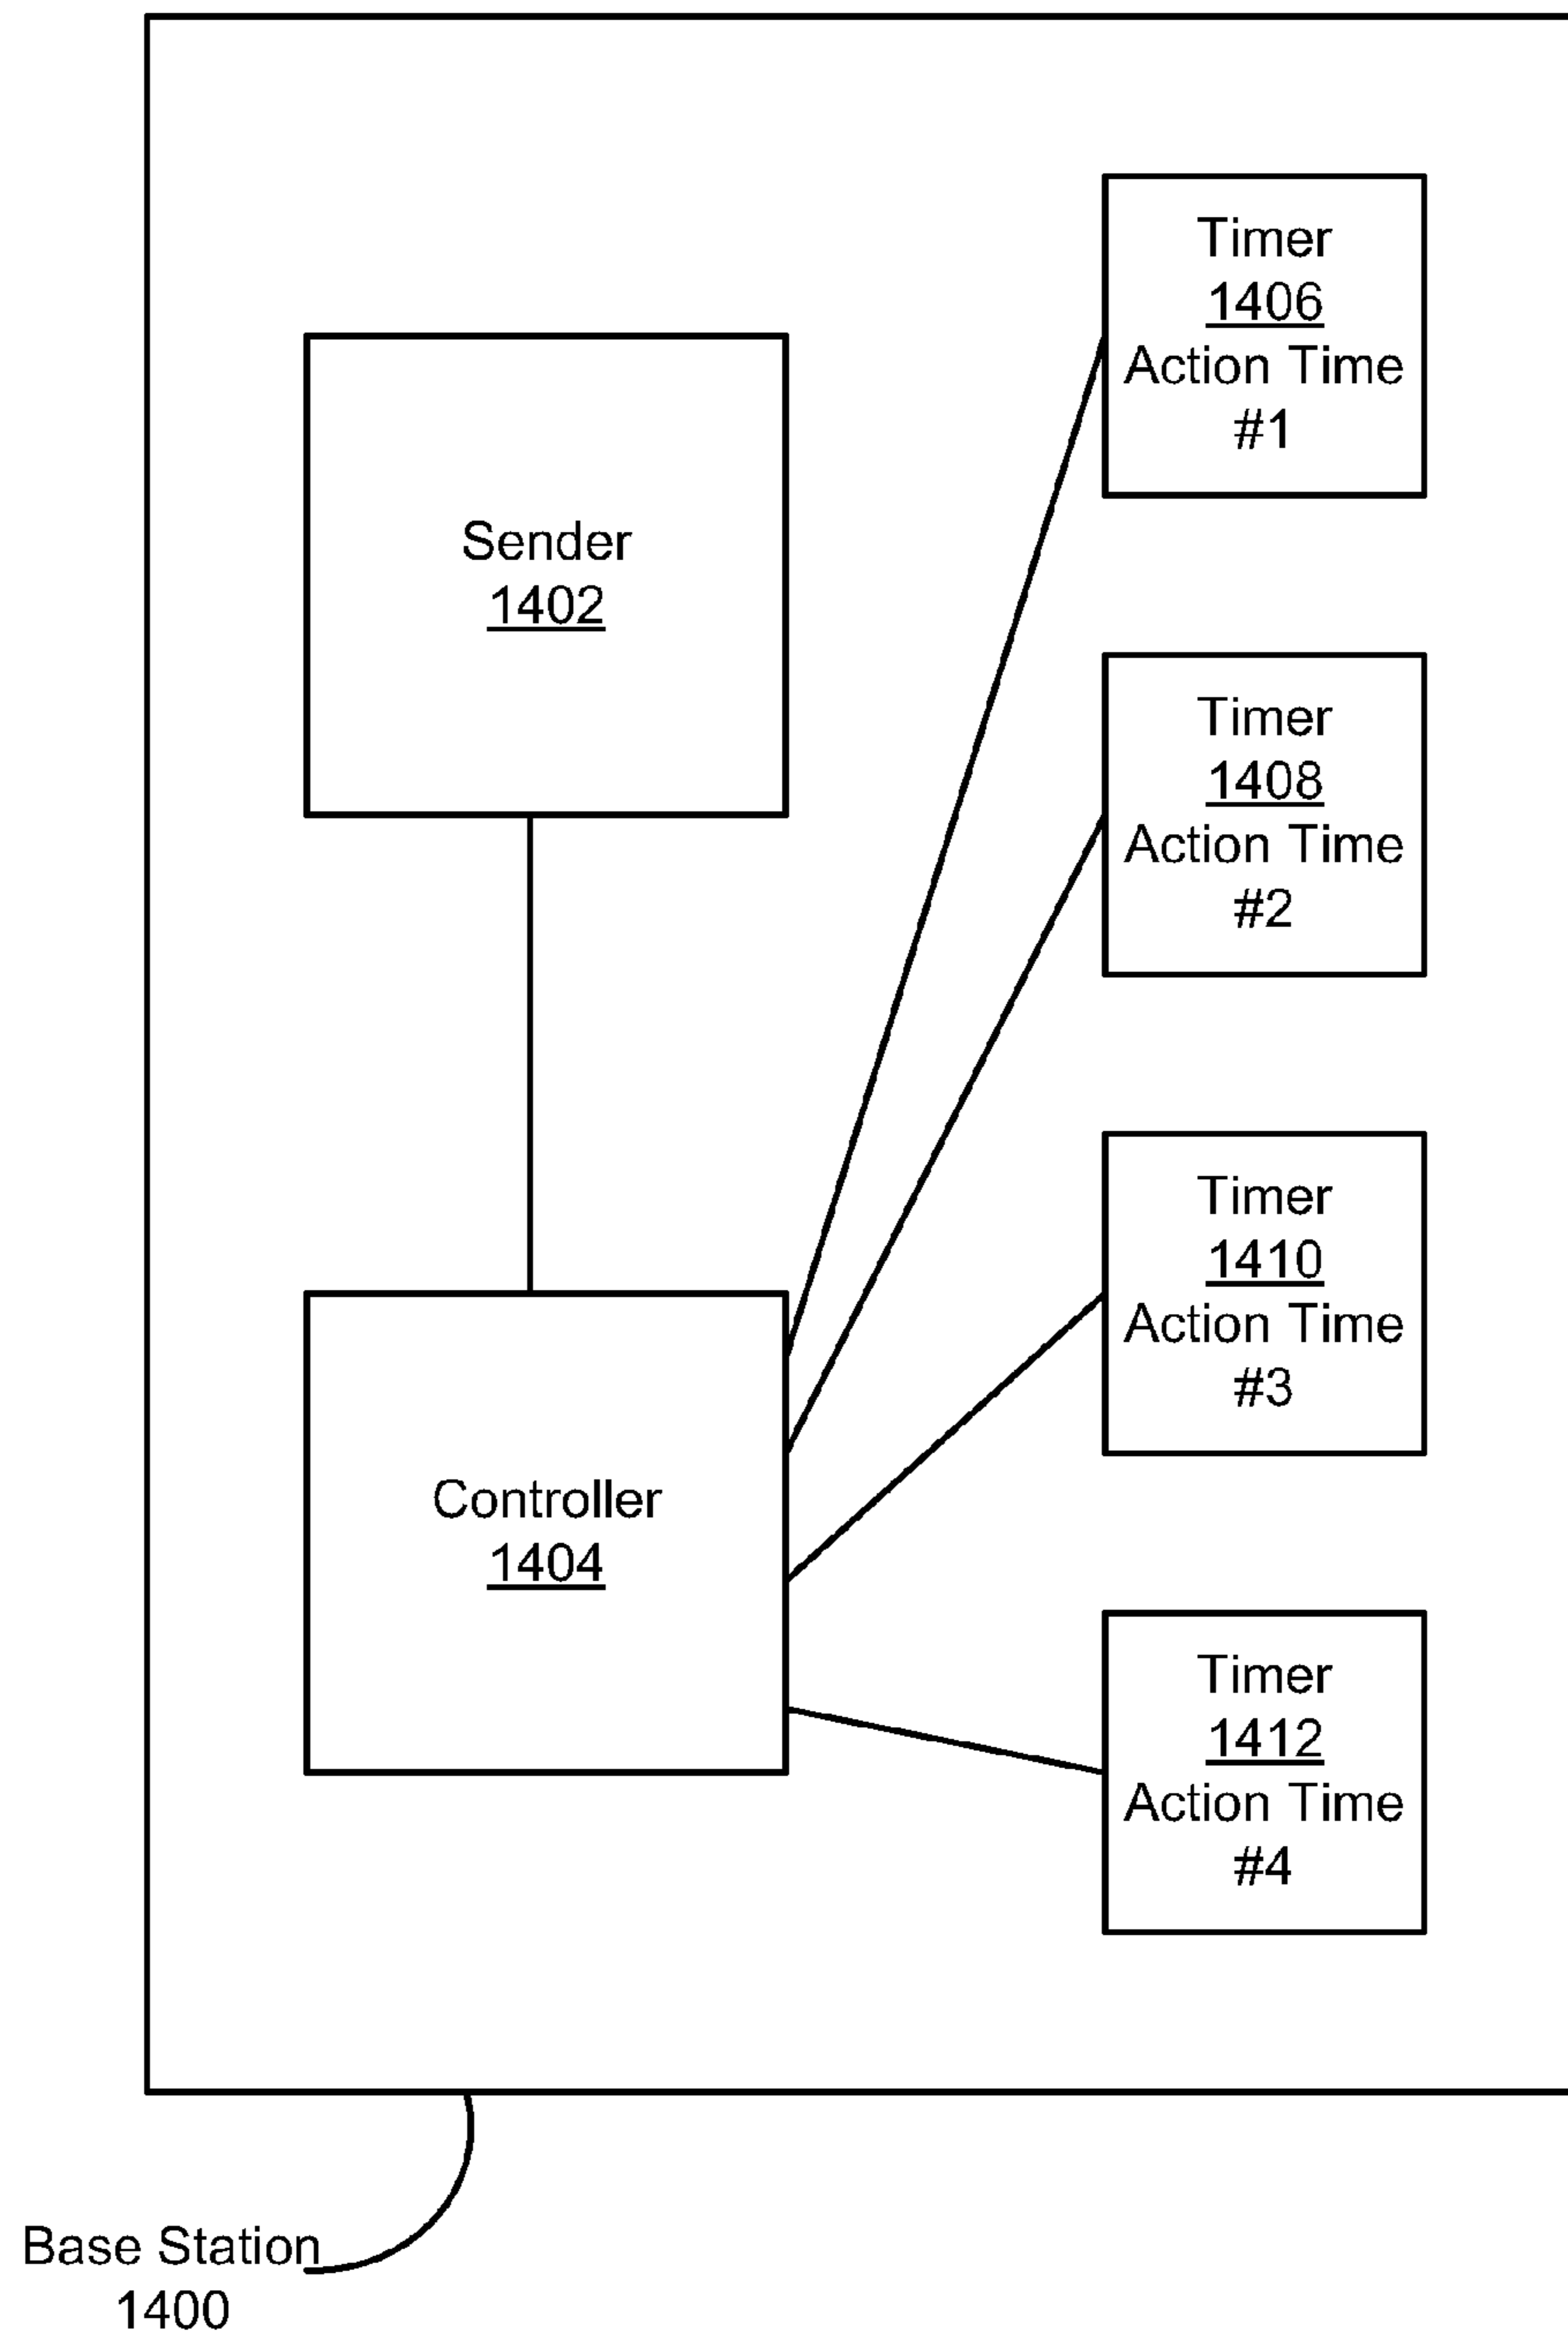 Timer
1406
Action Time
#1
Sender
1402
Timer
1408
Action Time
#2
Timer
1410
Action Time
#3
Controller
1404
Timer
1412
Action Time
#4
Base Station
1400